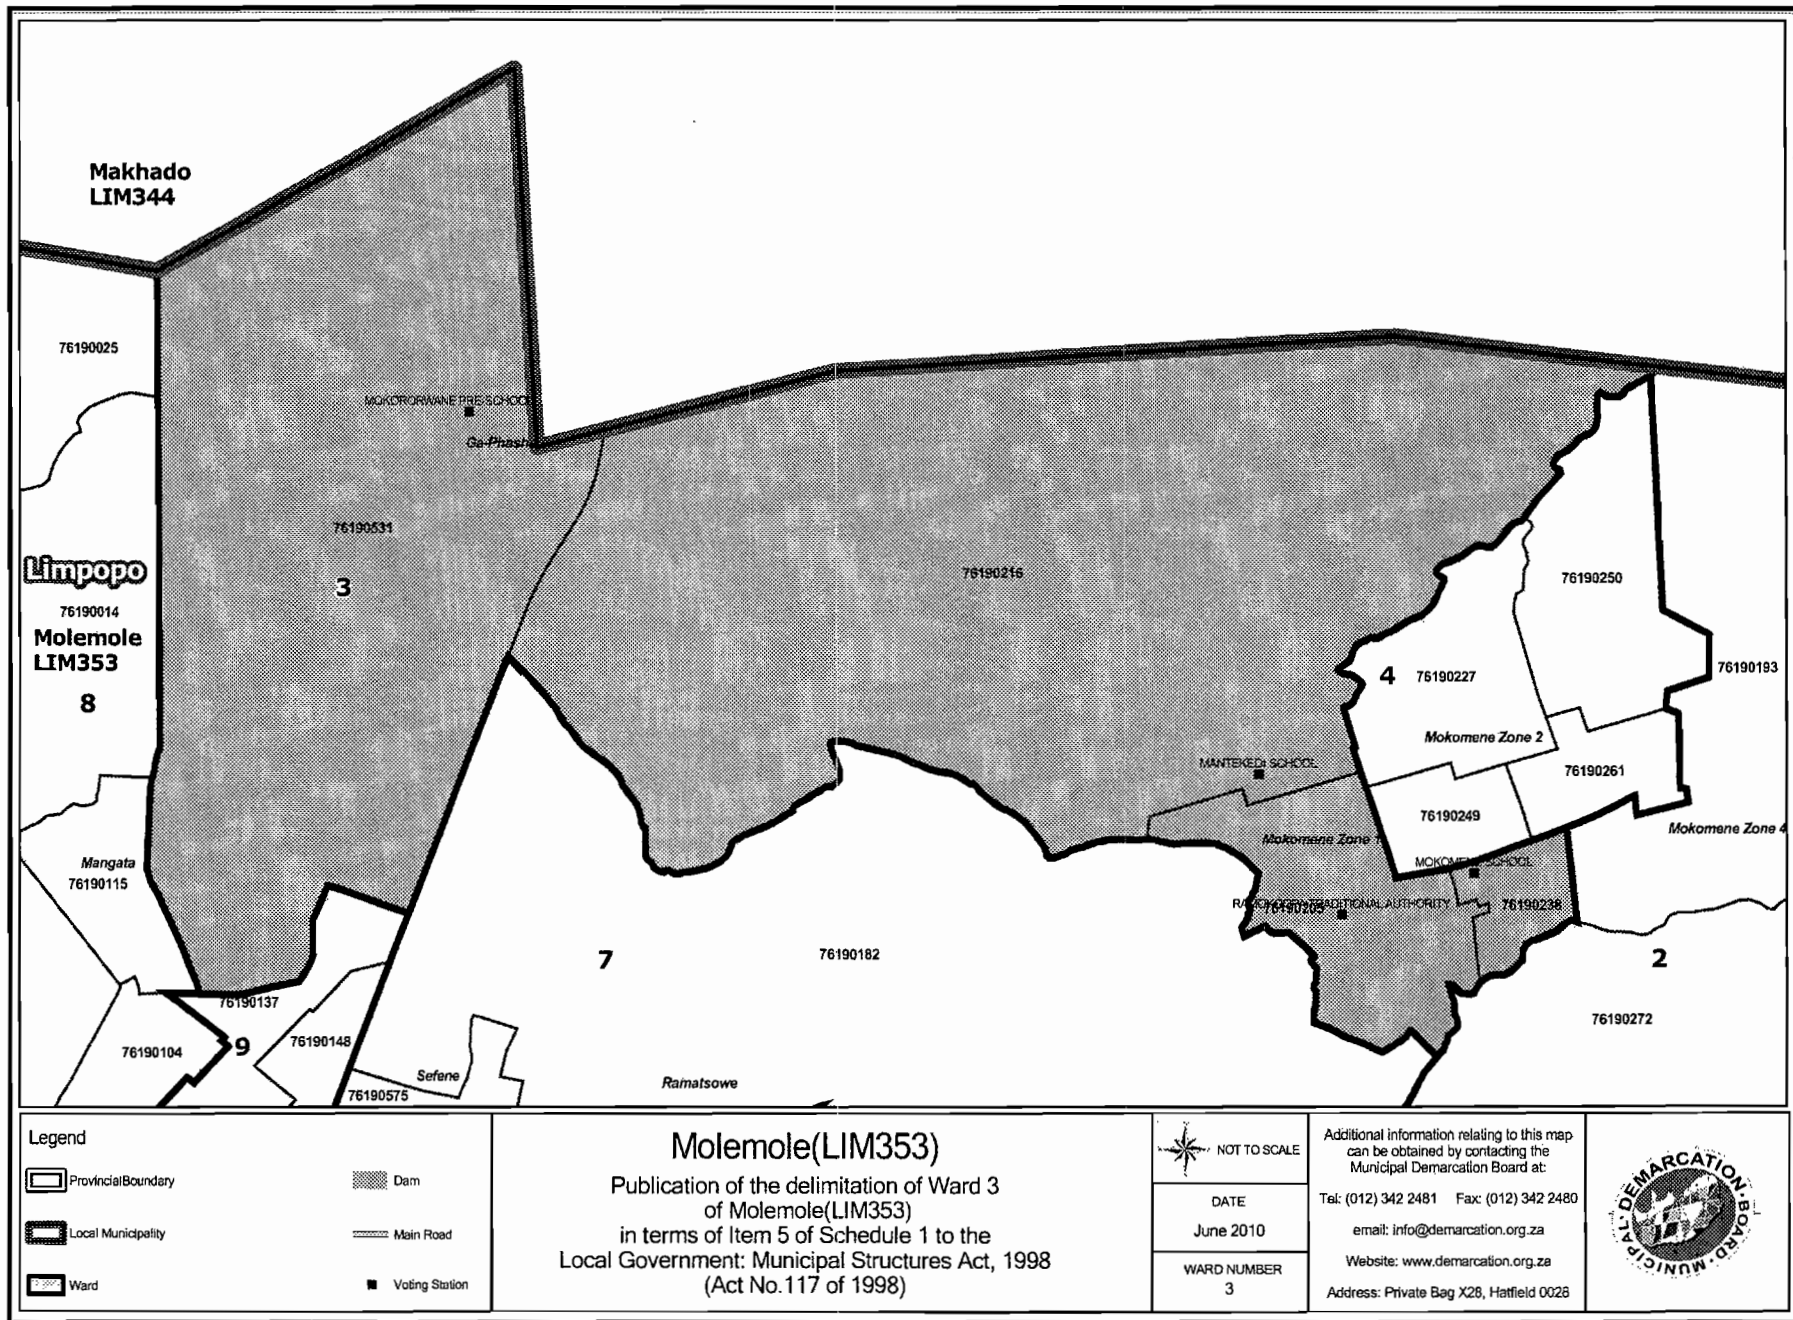 Makhado
LIM344
76190025
MOKORORWANE PRE-SCHOOL
76190531
Limpopo
3
76190216
76190250
76190014
Molemole
LIM353
8
4
76190227
76190193
Mokomene Zone 2
MANTEKEDI SCHOOL
76190261
76190249
Mokomene Zone 4
Mokomene Zone 1
Mangata
76190115
MOKOMENE SCHOOL
TRADITIONAL AUTHORITY
76190238
7
76190182
2
76190137
76190272
76190104
9
76190148
Sefene
Ramatsowe
76190575
Legend
ProvincialBoundary
Dam
Local Municipality
Main Road
Ward
Voting Station
Molemole(LIM353)
Publication of the delimitation of Ward 3
of Molemole(LIM353)
in terms of Item 5 of Schedule 1 to the
Local Government: Municipal Structures Act, 1998
(Act No.117 of 1998)
NOT TO SCALE
DATE
June 2010
WARD NUMBER
3
Additional information relating to this map
can be obtained by contacting the
Municipal Demarcation Board at:
Tel: (012) 342 2481 Fax: (012) 342 2480
email: info@demarcation.org.za
Website: www.demarcation.org.za
Address: Private Bag X28, Hatfield 0028
MUNICIPAL DEMARCATION BOARD